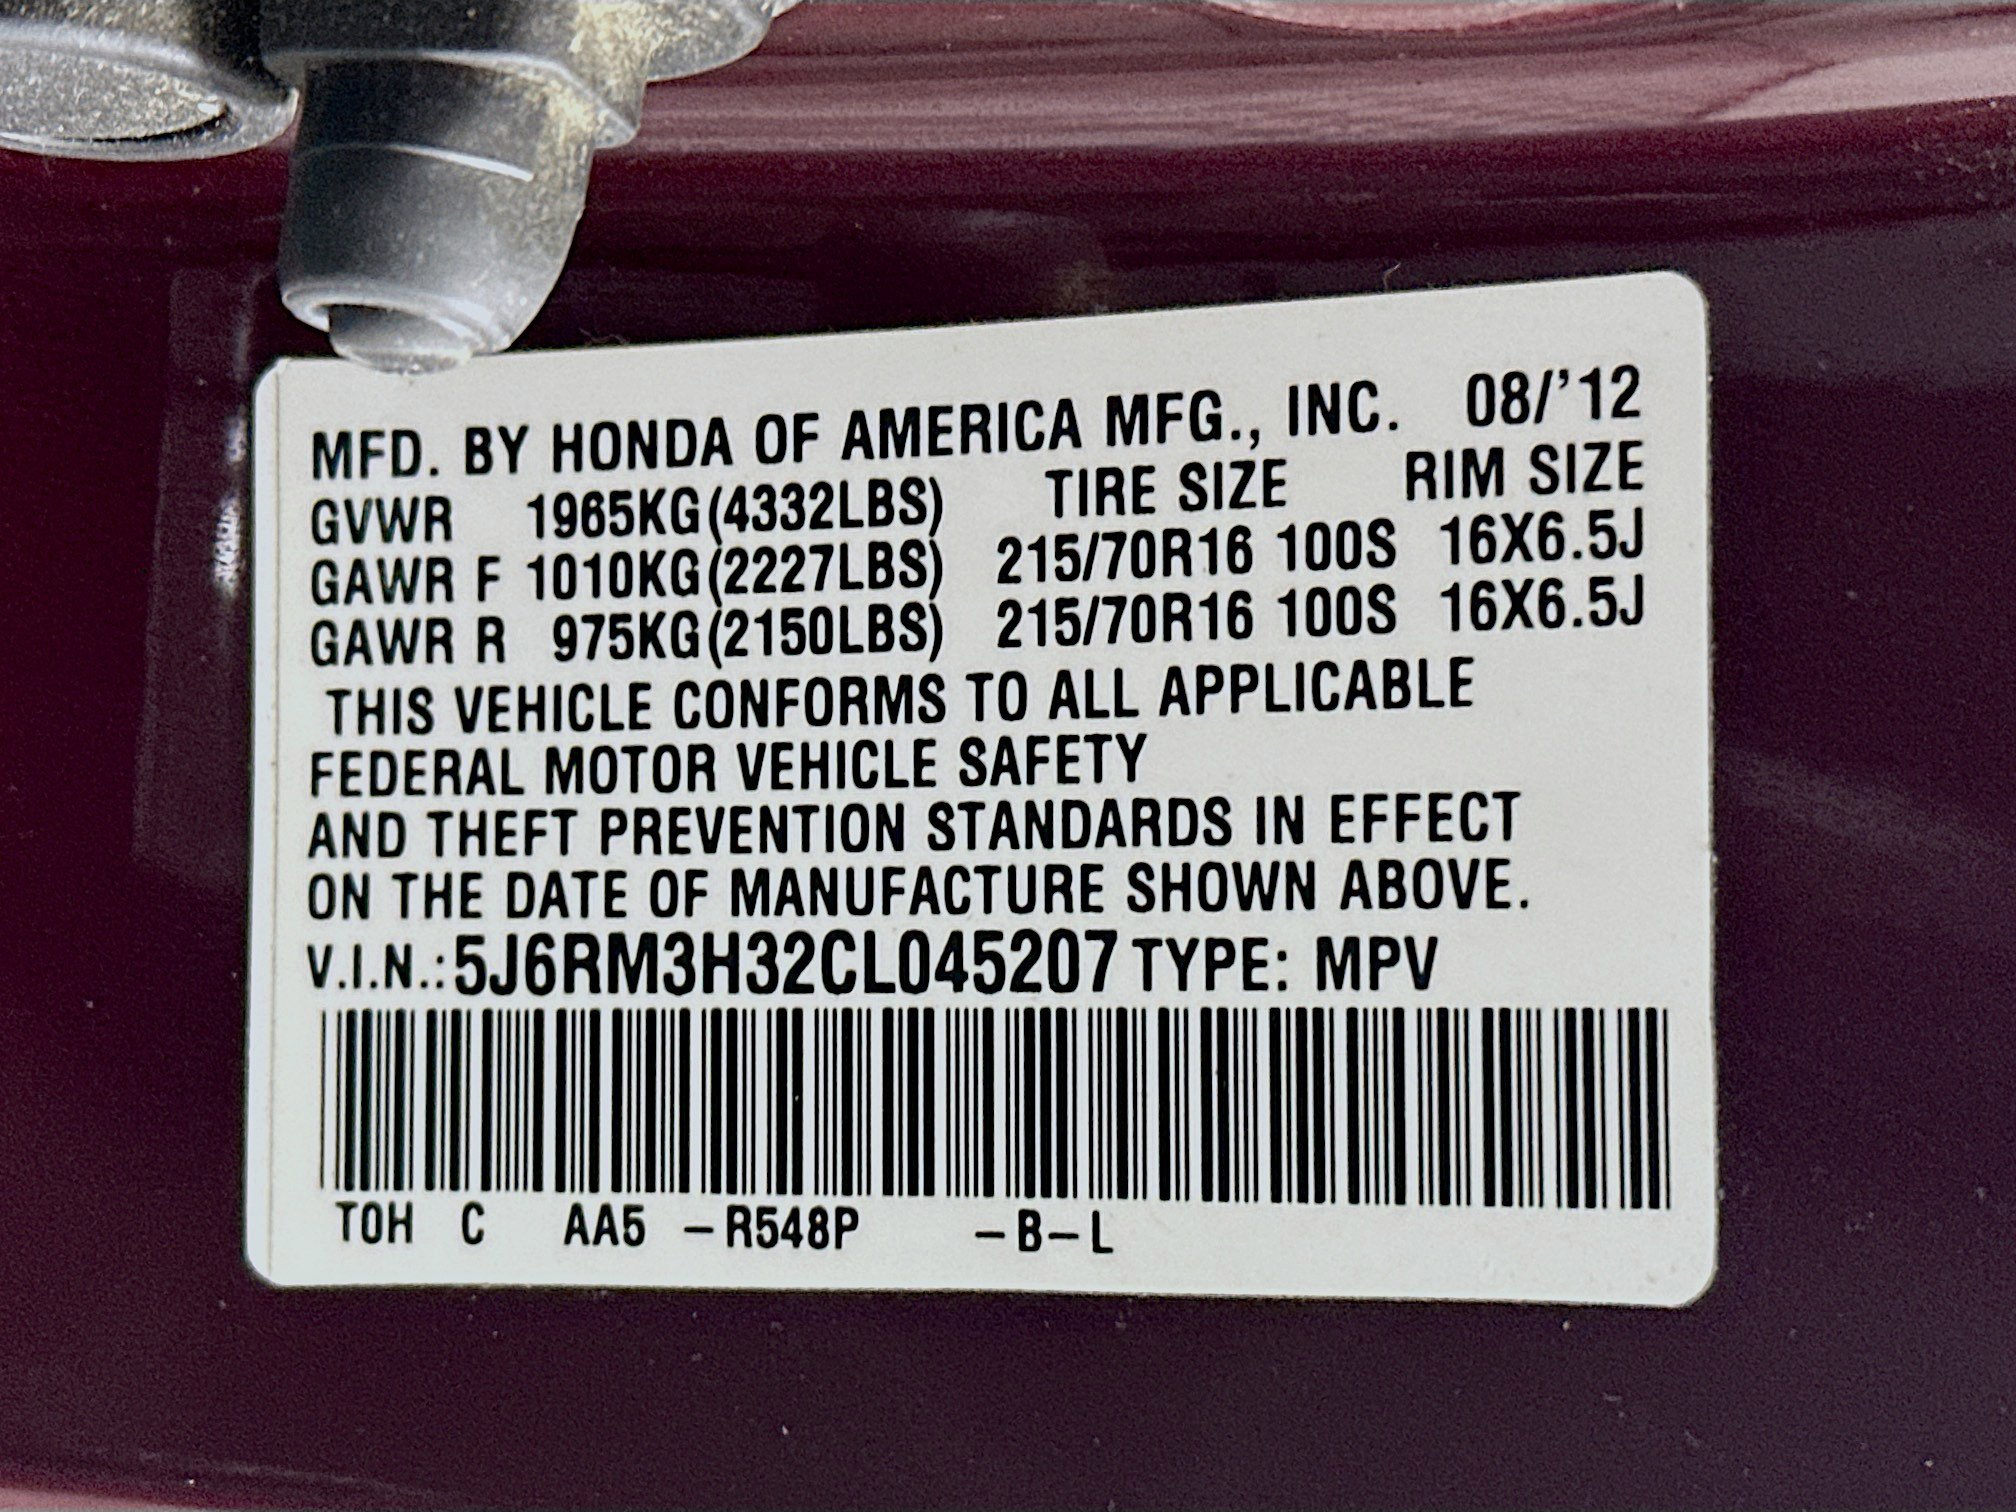 MFD. BY HONDA OF AMERICA MFG., INC. 08/'12
GVWR 1965KG(4332LBS) TIRE SIZE RIM SIZE
GAWR F 1010KG(2227LBS) 215/70R16 100S 16X6.5J
GAWR R 975KG(2150LBS) 215/70R16 100S 16X6.5J
THIS VEHICLE CONFORMS TO ALL APPLICABLE
FEDERAL MOTOR VEHICLE SAFETY
AND THEFT PREVENTION STANDARDS IN EFFECT
ON THE DATE OF MANUFACTURE SHOWN ABOVE.
V.I.N.:5J6RM3H32CL045207 TYPE: MPV
T0H C AA5 -R548P -B-L